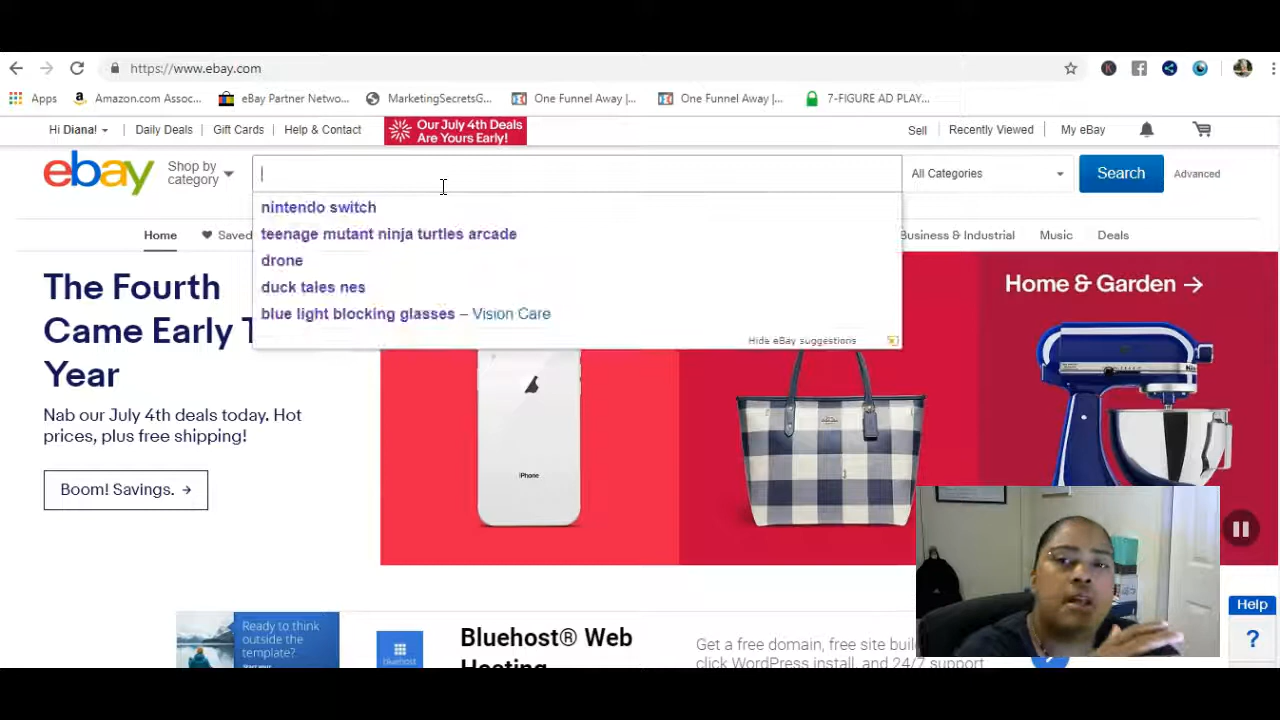 https://www.ebay.com
Apps
Amazon.com Assoc...
eBay Partner Netwo...
MarketingSecretsG...
One Funnel Away |...
One Funnel Away |...
7-FIGURE AD PLAY...
Hi Diana!
Daily Deals
Gift Cards
Help & Contact
Our July 4th Deals
Are Yours Early!
Sell
Recently Viewed
My eBay
ebay
Shop by
category
All Categories
Search
Advanced
nintendo switch
teenage mutant ninja turtles arcade
drone
duck tales nes
blue light blocking glasses – Vision Care
Hide eBay suggestions
Home
Saved
Business & Industrial
Music
Deals
The Fourth
Came Early T
Year
Nab our July 4th deals today. Hot
prices, plus free shipping!
Boom! Savings. →
iPhone
Home & Garden →
Help
?
Ready to think
outside the
template?
bluehost
Bluehost® Web
Hosting
Get a free domain, free site buil
click WordPress install, and 24/7 support